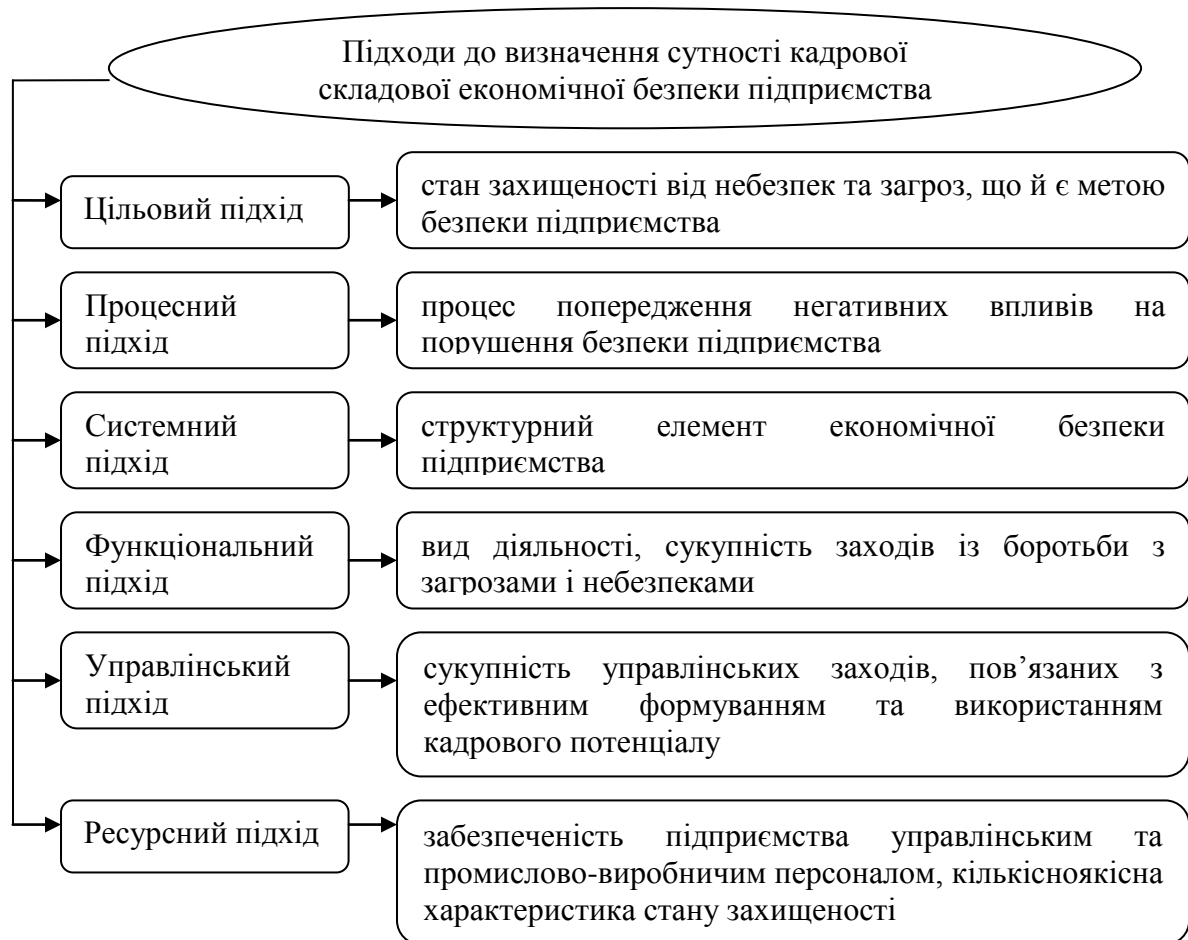 Підходи до визначення сутності кадрової
складової економічної безпеки підприємства
Цільовий підхід
стан захищеності від небезпек та загроз, що й є метою
безпеки підприємства
Процесний
підхід
процес попередження негативних впливів на
порушення безпеки підприємства
Системний
підхід
структурний елемент економічної безпеки
підприємства
Функціональний
підхід
вид діяльності, сукупність заходів із боротьби з
загрозами і небезпеками
Управлінський
підхід
сукупність управлінських заходів, пов’язаних з
ефективним формуванням та використанням
кадрового потенціалу
Ресурсний підхід
забезпеченість підприємства управлінським та
промислово-виробничим персоналом, кількісноякісна
характеристика стану захищеності